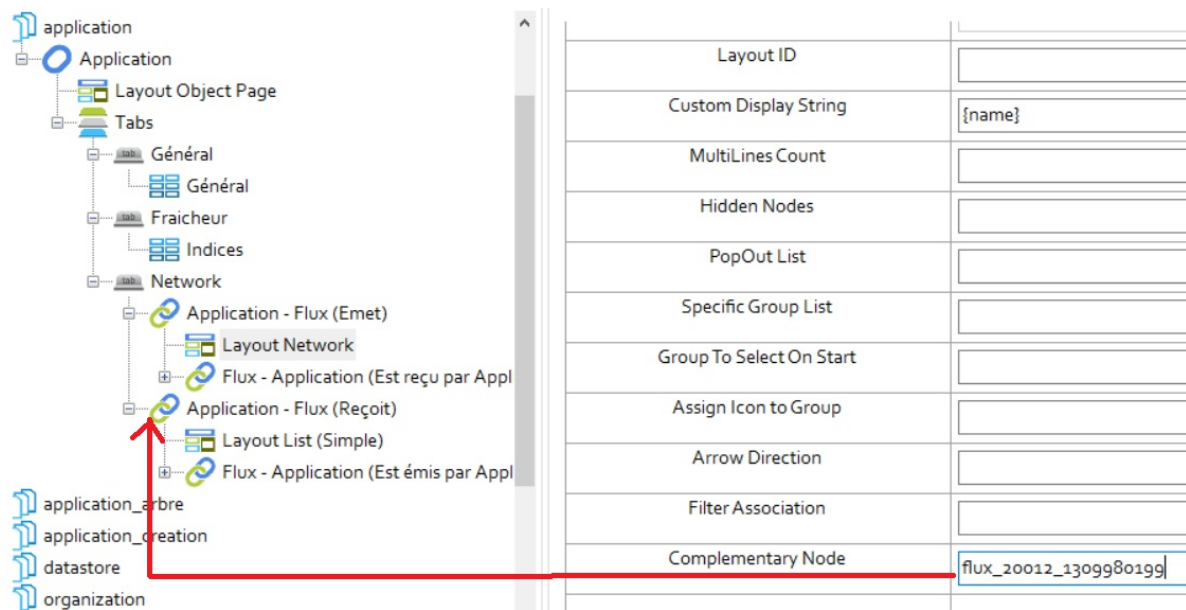 application
Application
Layout Object Page
Tabs
Général
Général
Fraicheur
Indices
Network
Application - Flux (Emet)
Layout Network
Flux - Application (Est reçu par Appl
Application - Flux (Reçoit)
Layout List (Simple)
Flux - Application (Est émis par Appl
application_arbre
application_creation
datastore
organization
Layout ID
Custom Display String
{name}
MultiLines Count
Hidden Nodes
PopOut List
Specific Group List
Group To Select On Start
Assign Icon to Group
Arrow Direction
Filter Association
Complementary Node
flux_20012_1309980199